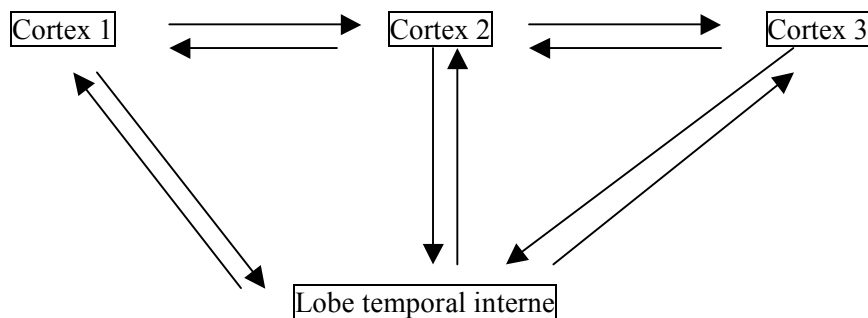 Cortex 1
Cortex 2
Cortex 3
Lobe temporal interne